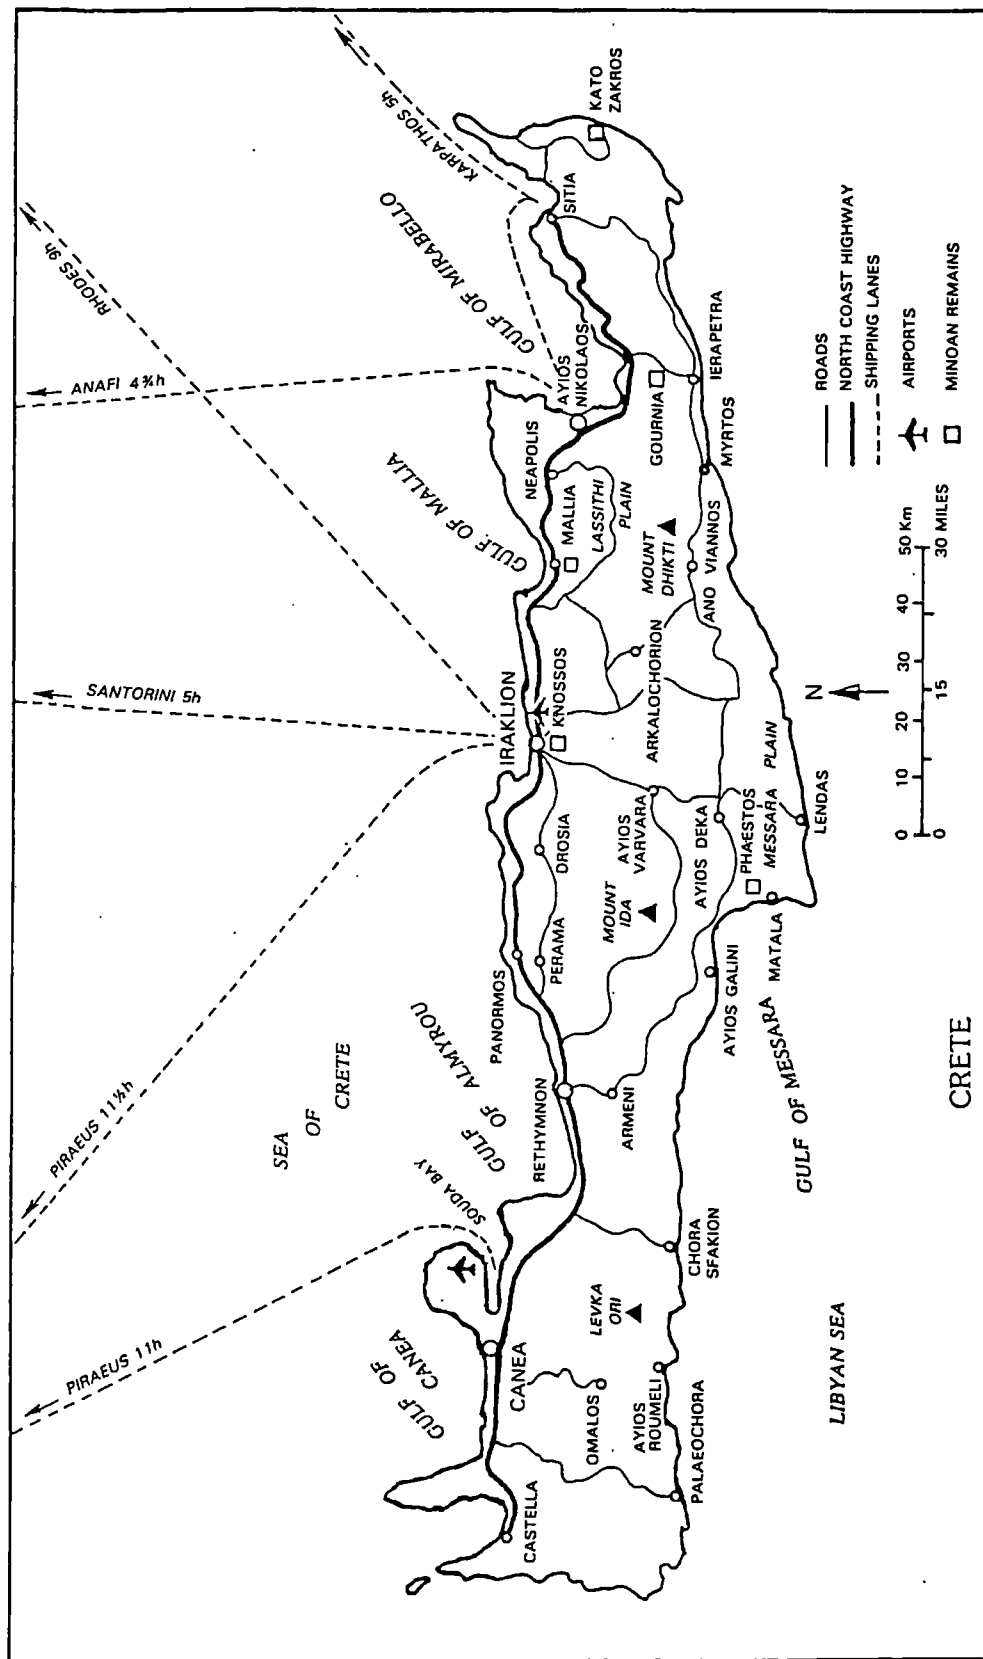 PIRAEUS 11h
PIRAEUS 11½h
SANTORINI 5h
ANAFI 4¾h
RHODES 9h
KARPATHOS 5h
SEA
OF
CRETE
GULF OF
CANEA
SOUDA BAY
GULF OF ALMYROU
GULF OF MALLIA
GULF OF MIRABELLO
CASTELLA
CANEA
OMALOS
LEVKA
ORI
AYIOS
ROUMELI
PALAEOCHORA
CHORA
SFAKION
RETHYMNON
ARMENI
PANORMOS
PERAMA
DROSIA
MOUNT
IDA
AYIOS
VARVARA
AYIOS DEKA
PHAESTOS
MESSARA PLAIN
AYIOS GALINI
MATALA
LENDAS
GULF OF MESSARA
IRAKLION
KNOSSOS
ARKALOCHORION
MALLIA
LASSITHI
PLAIN
NEAPOLIS
AYIOS
NIKOLAOS
MOUNT
DHIKTI
ANO VIANNOS
MYRTOS
GOURNIA
IERAPETRA
SITIA
KATO
ZAKROS
LIBYAN SEA
CRETE
N
0 10 20 30 40 50 Km
0 15 30 MILES
ROADS
NORTH COAST HIGHWAY
SHIPPING LANES
AIRPORTS
MINOAN REMAINS